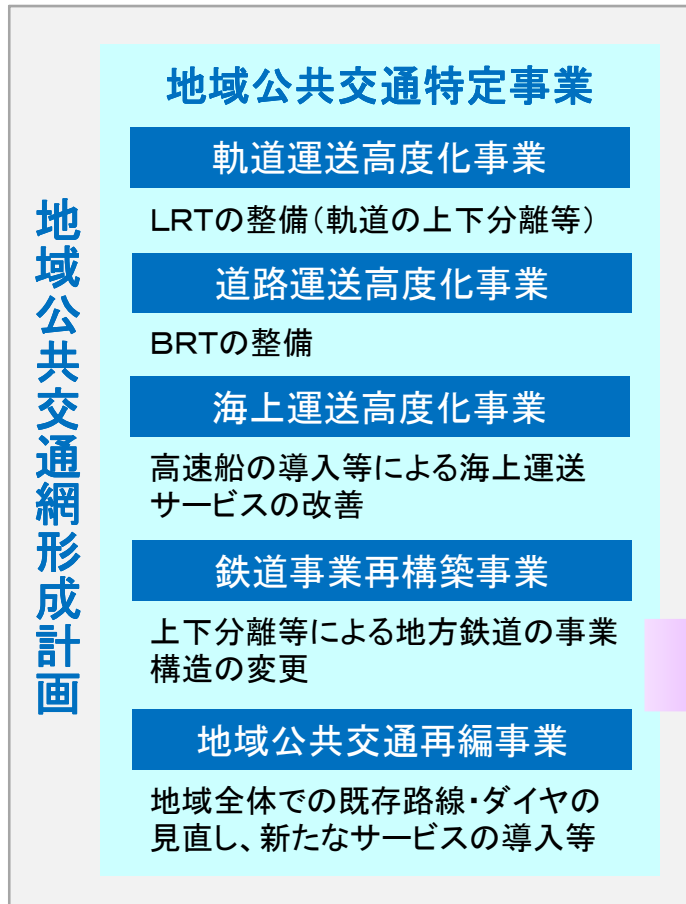 地域公共交通網形成計画
地域公共交通特定事業
軌道運送高度化事業
LRTの整備(軌道の上下分離等)
道路運送高度化事業
BRTの整備
海上運送高度化事業
高速船の導入等による海上運送
サービスの改善
鉄道事業再構築事業
上下分離等による地方鉄道の事業
構造の変更
地域公共交通再編事業
地域全体での既存路線・ダイヤの
見直し、新たなサービスの導入等